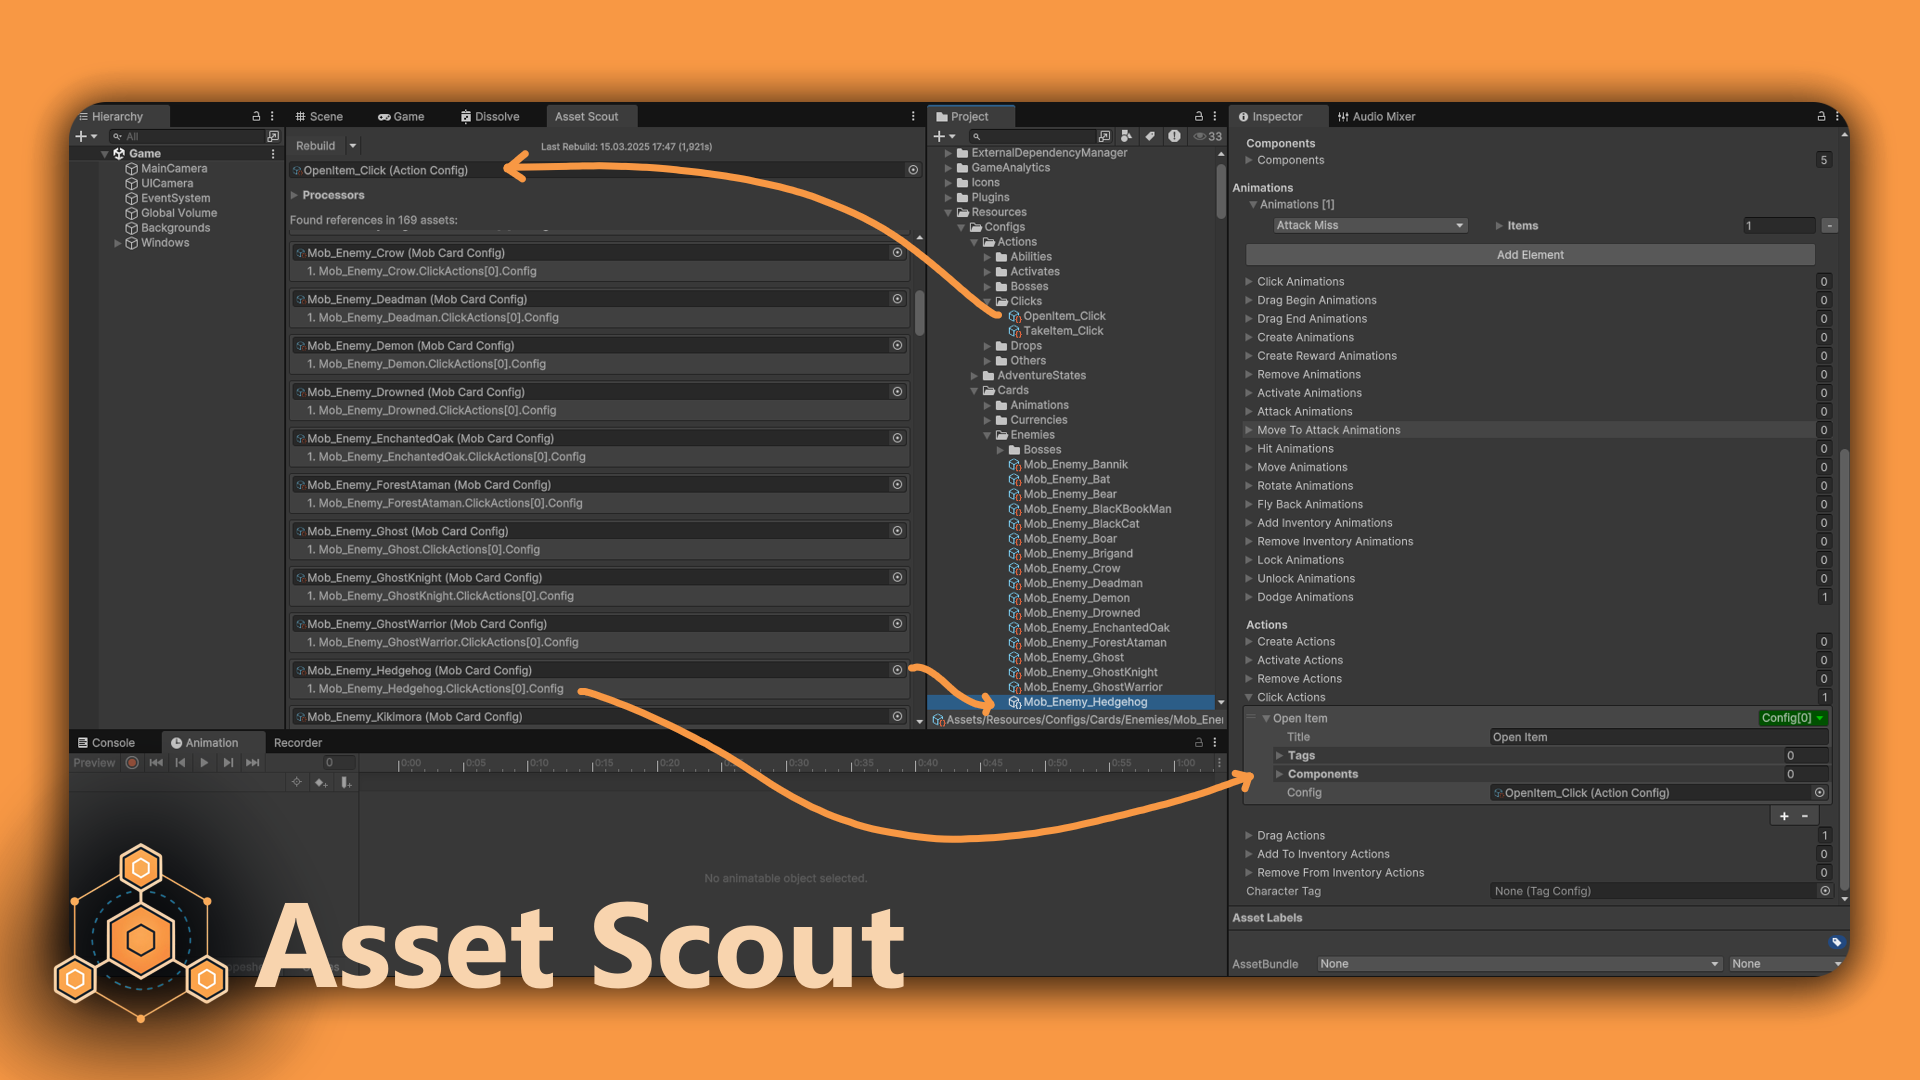 Hierarchy
All
Game
MainCamera
UICamera
EventSystem
Global Volume
Backgrounds
Windows
Scene
Game
Dissolve
Asset Scout
Rebuild
Last Rebuild: 15.03.2025 17:47 (1,921s)
OpenItem_Click (Action Config)
Processors
Found references in 169 assets:
Mob_Enemy_Crow (Mob Card Config)
1. Mob_Enemy_Crow.ClickActions[0].Config
Mob_Enemy_Deadman (Mob Card Config)
1. Mob_Enemy_Deadman.ClickActions[0].Config
Mob_Enemy_Demon (Mob Card Config)
1. Mob_Enemy_Demon.ClickActions[0].Config
Mob_Enemy_Drowned (Mob Card Config)
1. Mob_Enemy_Drowned.ClickActions[0].Config
Mob_Enemy_EnchantedOak (Mob Card Config)
1. Mob_Enemy_EnchantedOak.ClickActions[0].Config
Mob_Enemy_ForestAtaman (Mob Card Config)
1. Mob_Enemy_ForestAtaman.ClickActions[0].Config
Mob_Enemy_Ghost (Mob Card Config)
1. Mob_Enemy_Ghost.ClickActions[0].Config
Mob_Enemy_GhostKnight (Mob Card Config)
1. Mob_Enemy_GhostKnight.ClickActions[0].Config
Mob_Enemy_GhostWarrior (Mob Card Config)
1. Mob_Enemy_GhostWarrior.ClickActions[0].Config
Mob_Enemy_Hedgehog (Mob Card Config)
1. Mob_Enemy_Hedgehog.ClickActions[0].Config
Mob_Enemy_Kikimora (Mob Card Config)
Project
33
ExternalDependencyManager
GameAnalytics
Icons
Plugins
Resources
Configs
Actions
Abilities
Activates
Bosses
Clicks
OpenItem_Click
TakeItem_Click
Drops
Others
AdventureStates
Cards
Animations
Currencies
Enemies
Bosses
Mob_Enemy_Bannik
Mob_Enemy_Bat
Mob_Enemy_Bear
Mob_Enemy_BlacKBookMan
Mob_Enemy_BlackCat
Mob_Enemy_Boar
Mob_Enemy_Brigand
Mob_Enemy_Crow
Mob_Enemy_Deadman
Mob_Enemy_Demon
Mob_Enemy_Drowned
Mob_Enemy_EnchantedOak
Mob_Enemy_ForestAtaman
Mob_Enemy_Ghost
Mob_Enemy_GhostKnight
Mob_Enemy_GhostWarrior
Mob_Enemy_Hedgehog
Assets/Resources/Configs/Cards/Enemies/Mob_Ener
Inspector
Audio Mixer
Components
Components 5
Animations
Animations [1]
Attack Miss Items 1 -
Add Element
Click Animations 0
Drag Begin Animations 0
Drag End Animations 0
Create Animations 0
Create Reward Animations 0
Remove Animations 0
Activate Animations 0
Attack Animations 0
Move To Attack Animations 0
Hit Animations 0
Move Animations 0
Rotate Animations 0
Fly Back Animations 0
Add Inventory Animations 0
Remove Inventory Animations 0
Lock Animations 0
Unlock Animations 0
Dodge Animations 1
Actions
Create Actions 0
Activate Actions 0
Remove Actions 0
Click Actions 1
Open Item Config[0]
Title Open Item
Tags 0
Components 0
Config OpenItem_Click (Action Config)
+ -
Drag Actions 1
Add To Inventory Actions 0
Remove From Inventory Actions 0
Character Tag None (Tag Config)
Asset Labels
AssetBundle None None
Console
Animation
Recorder
Preview 0
0:00 0:05 0:10 0:15 0:20 0:25 0:30 0:35 0:40 0:45 0:50 0:55 1:00
No animatable object selected.
Asset Scout